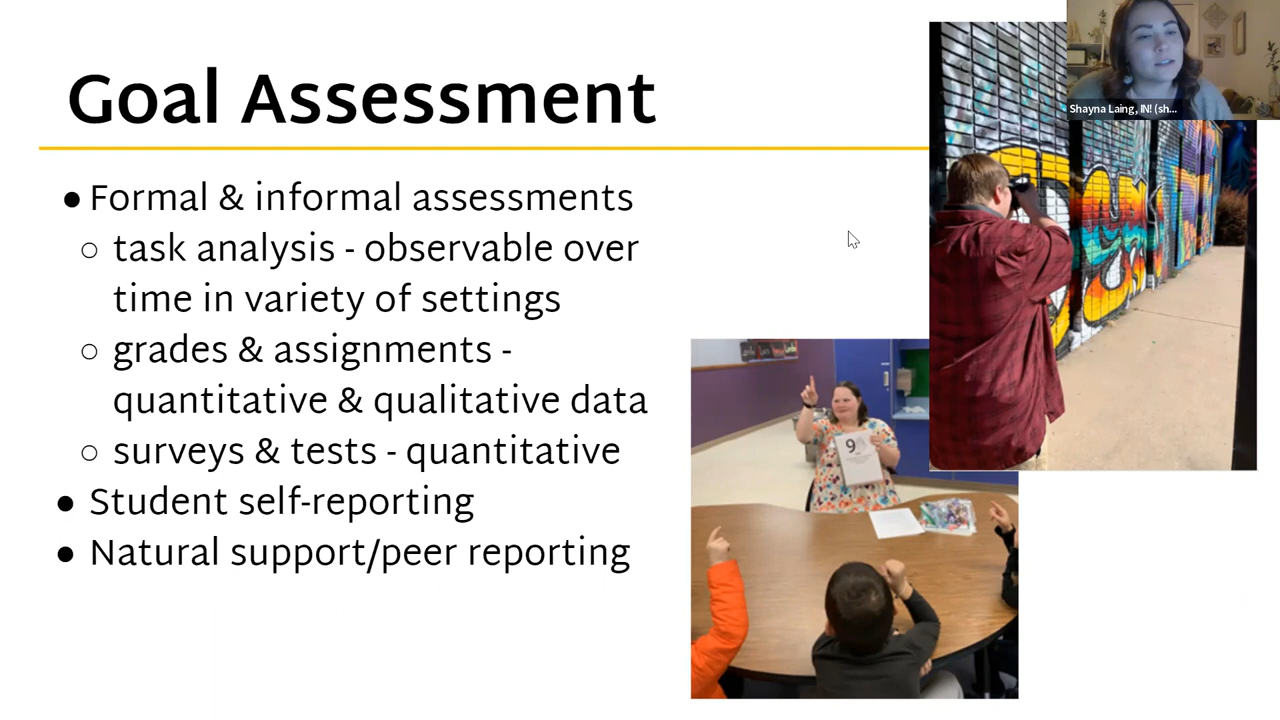 Goal Assessment
● Formal & informal assessments
○ task analysis - observable over
time in variety of settings
○ grades & assignments -
quantitative & qualitative data
○ surveys & tests - quantitative
● Student self-reporting
● Natural support/peer reporting
Shayna Laing, IN! (sh...
9